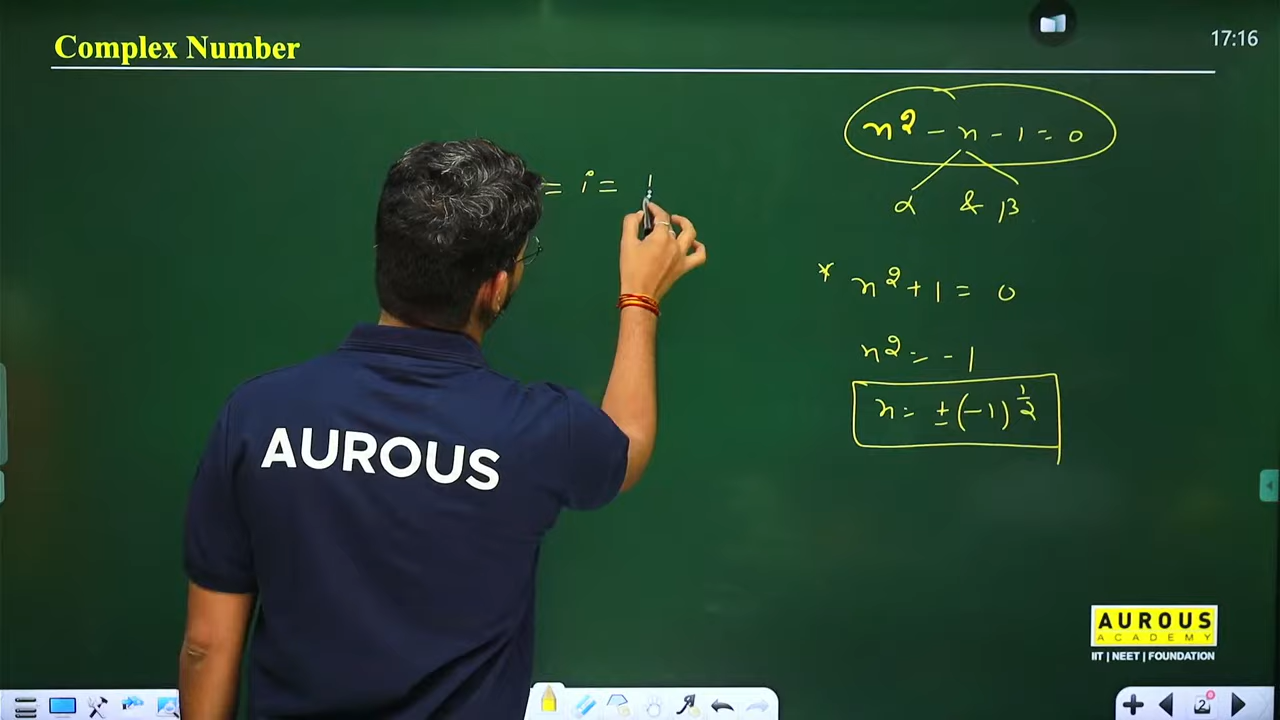 Complex Number
17:16
x² - x - 1 = 0
α & β
= i = 1
* x² + 1 = 0
x² = - 1
x = ± (-1)^1/2
AUROUS
AUROUS
ACADEMY
IIT | NEET | FOUNDATION
2